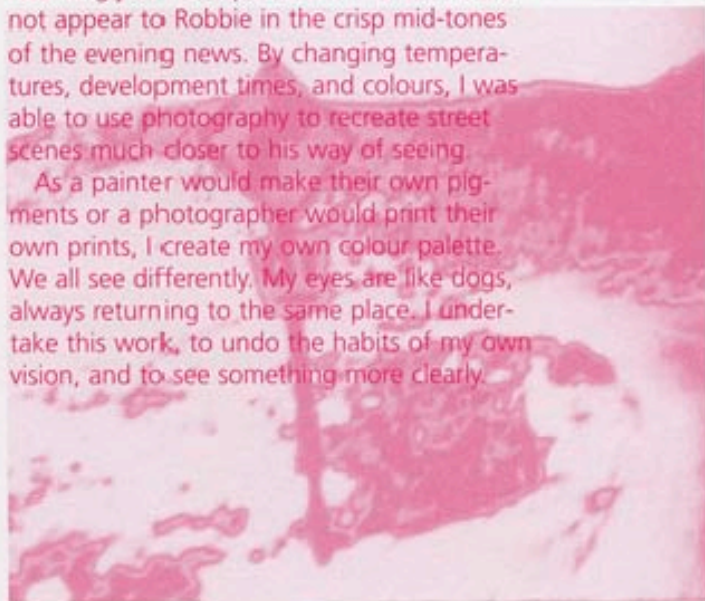 not appear to Robbie in the crisp mid-tones
of the evening news. By changing tempera-
tures, development times, and colours, I was
able to use photography to recreate street
scenes much closer to his way of seeing.
As a painter would make their own pig-
ments or a photographer would print their
own prints, I create my own colour palette.
We all see differently. My eyes are like dogs,
always returning to the same place. I under-
take this work, to undo the habits of my own
vision, and to see something more clearly.